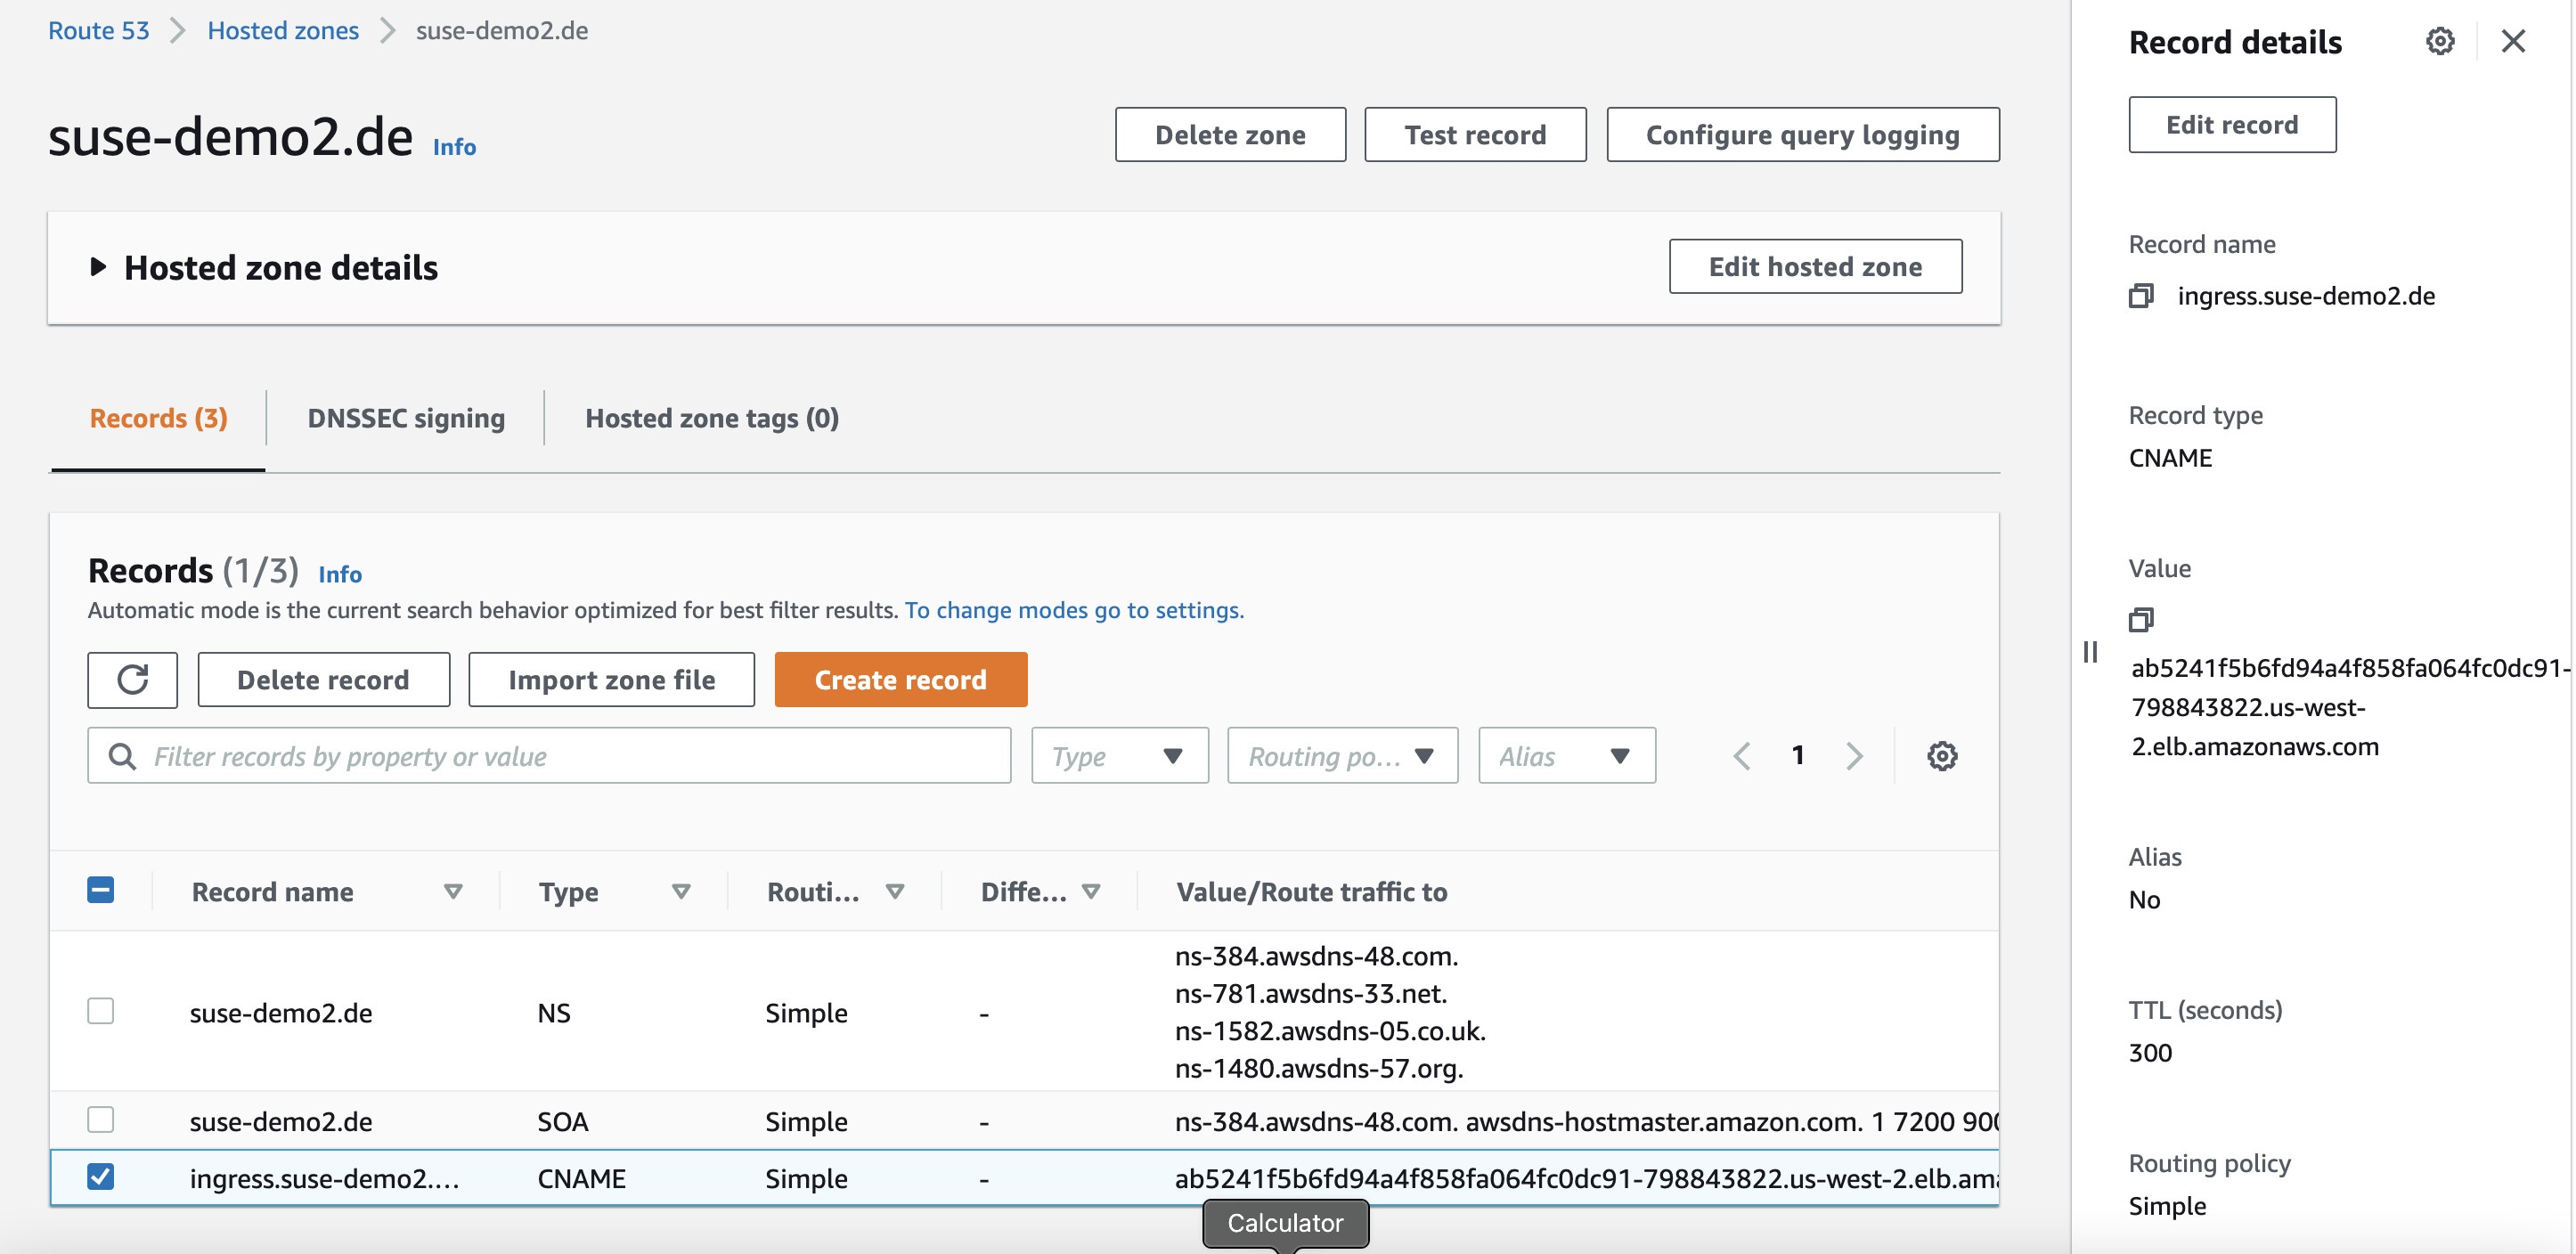 Route 53 > Hosted zones > suse-demo2.de
suse-demo2.de Info
Delete zone
Test record
Configure query logging
Hosted zone details
Edit hosted zone
Records (3)
DNSSEC signing
Hosted zone tags (0)
Records (1/3) Info
Automatic mode is the current search behavior optimized for best filter results. To change modes go to settings.
Delete record
Import zone file
Create record
Filter records by property or value
Type
Routing po...
Alias
1
Record name
Type
Routi...
Diffe...
Value/Route traffic to
suse-demo2.de
NS
Simple
-
ns-384.awsdns-48.com.
ns-781.awsdns-33.net.
ns-1582.awsdns-05.co.uk.
ns-1480.awsdns-57.org.
suse-demo2.de
SOA
Simple
-
ns-384.awsdns-48.com. awsdns-hostmaster.amazon.com. 1 7200 900
ingress.suse-demo2....
CNAME
Simple
-
ab5241f5b6fd94a4f858fa064fc0dc91-798843822.us-west-2.elb.ama
Calculator
Record details
Edit record
Record name
ingress.suse-demo2.de
Record type
CNAME
Value
ab5241f5b6fd94a4f858fa064fc0dc91-
798843822.us-west-
2.elb.amazonaws.com
Alias
No
TTL (seconds)
300
Routing policy
Simple